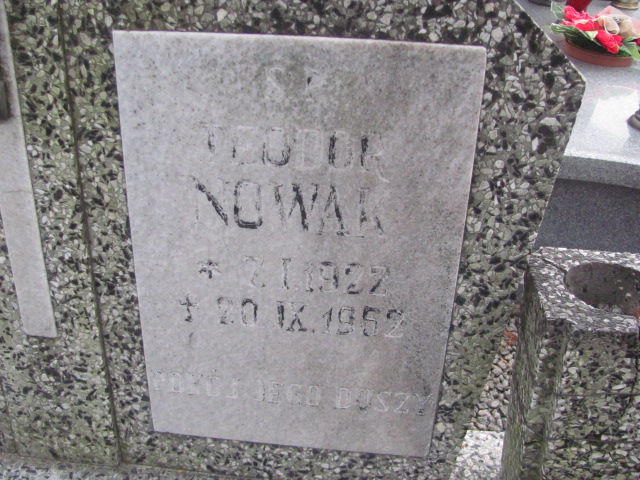 Ś.P.
TEODOR
NOWAK
* 7.I.1922
† 20.IX.1952
POKÓJ JEGO DUSZY